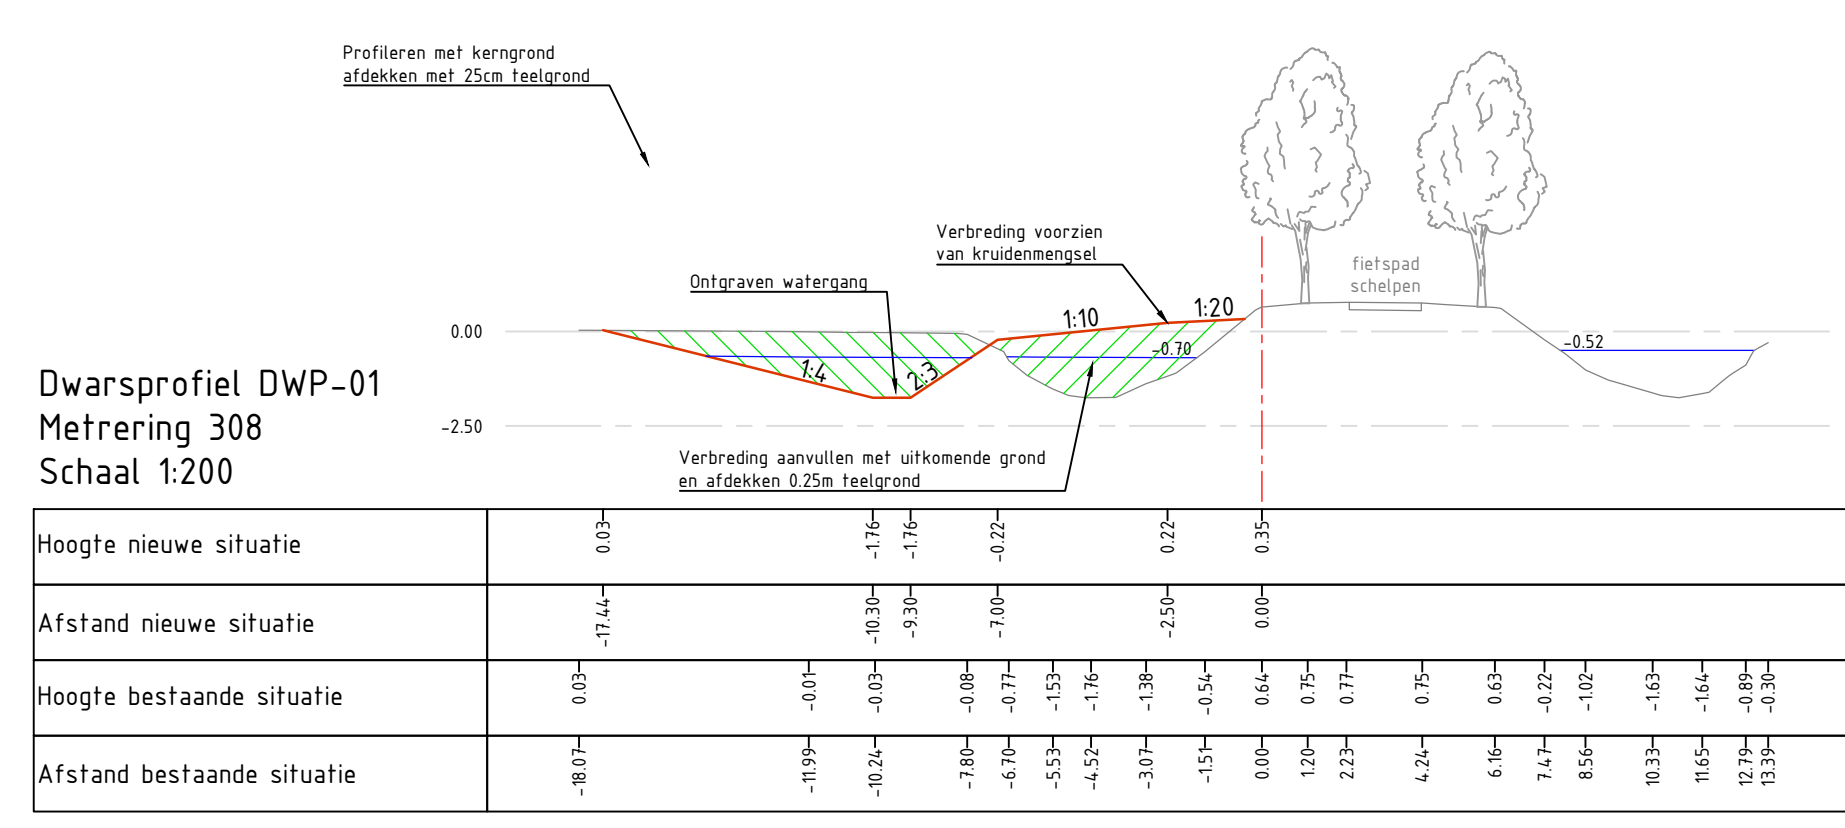 Profileren met kerngrond
afdekken met 25cm teelgrond
Verbreding voorzien
van kruidenmengsel
Ontgraven watergang
fietspad
schelpen
1:10
1:20
0.00
-0.70
-0.52
1:4
2:3
-2.50
Dwarsprofiel DWP-01
Metrering 308
Schaal 1:200
Verbreding aanvullen met uitkomende grond
en afdekken 0.25m teelgrond
Hoogte nieuwe situatie 0.03 -1.76 -1.76 -0.22 0.22 0.35
Afstand nieuwe situatie -17.44 -10.30 -9.30 -7.00 -2.50 0.00
Hoogte bestaande situatie 0.03 -0.01 -0.03 -0.08 -0.77 -1.53 -1.76 -1.38 -0.54 0.64 0.75 0.77 0.75 0.63 -0.22 -1.02 -1.63 -1.64 -0.89 -0.30
Afstand bestaande situatie -18.07 -11.99 -10.24 -7.80 -6.70 -5.53 -4.52 -3.07 -1.51 0.00 1.20 2.23 4.24 6.16 7.47 8.56 10.33 11.65 12.79 13.39